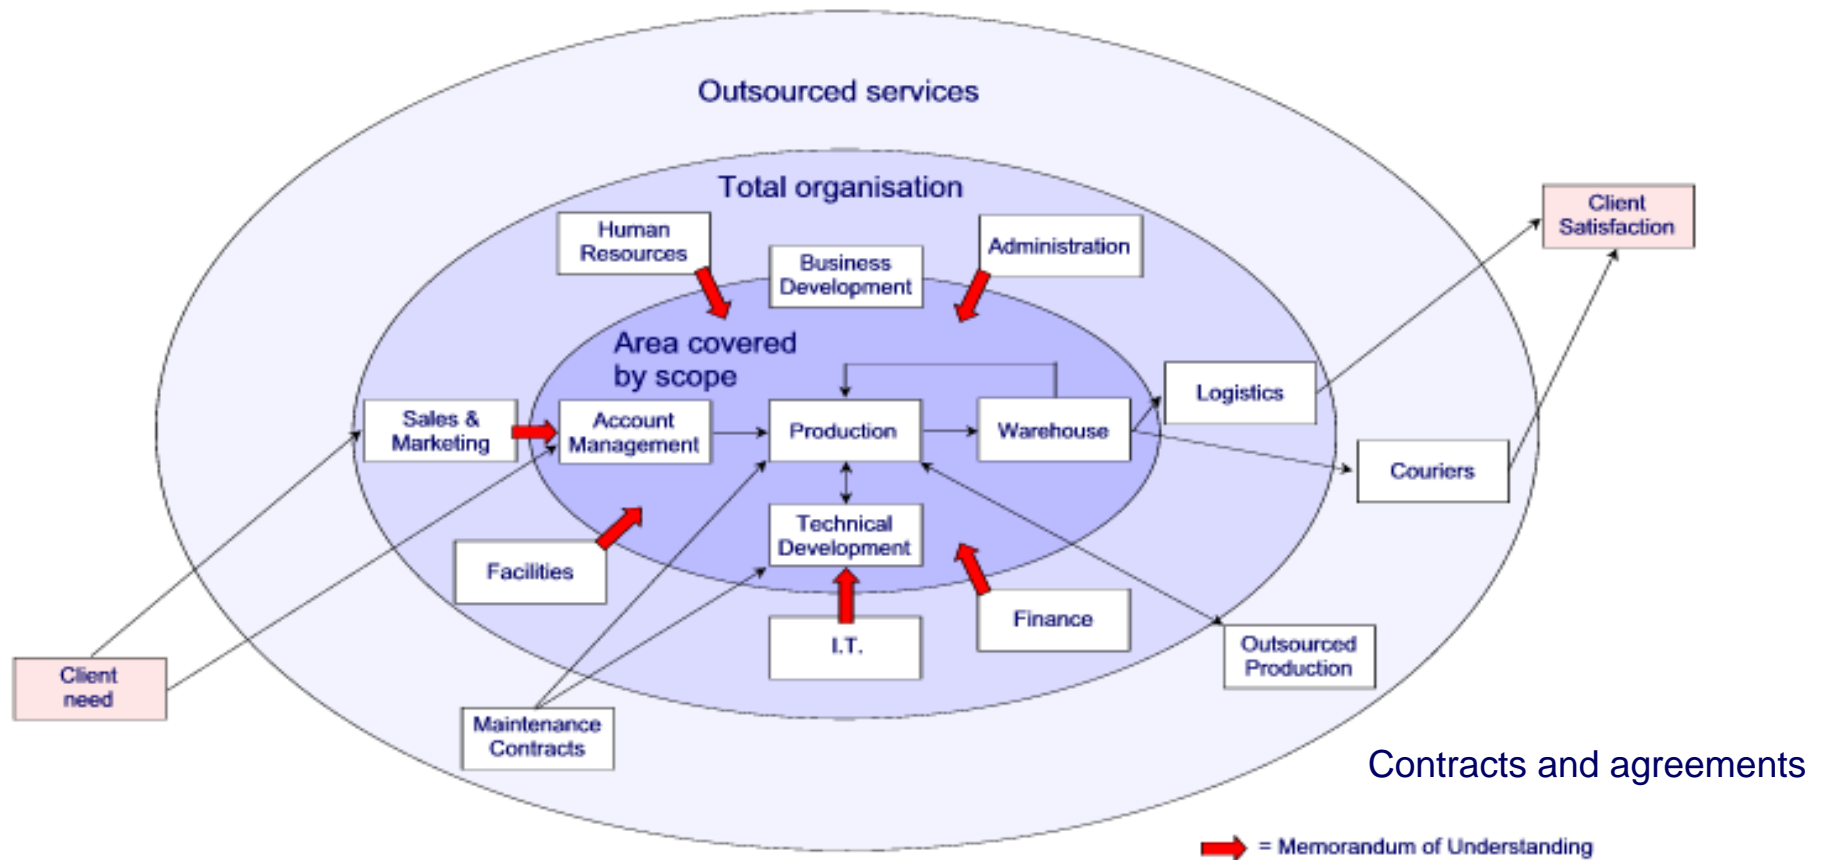 Outsourced services
Total organisation
Human
Resources
Administration
Business
Development
Client
Satisfaction
Area covered
by scope
Logistics
Sales &
Marketing
Account
Management
Production
Warehouse
Couriers
Technical
Development
Facilities
Finance
I.T.
Outsourced
Production
Client
need
Maintenance
Contracts
Contracts and agreements
= Memorandum of Understanding